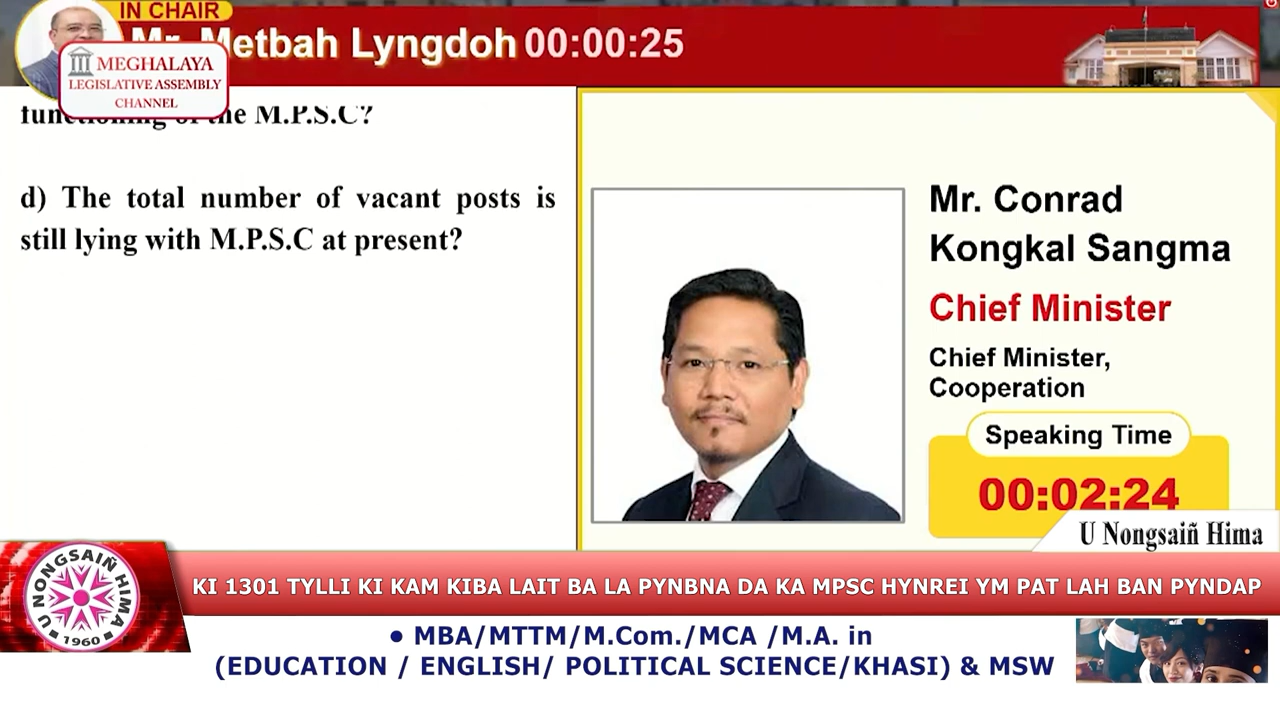 IN CHAIR
Mr. Metbah Lyngdoh 00:00:25
MEGHALAYA
LEGISLATIVE ASSEMBLY
CHANNEL
functioning of the M.P.S.C?
d) The total number of vacant posts is
still lying with M.P.S.C at present?
Mr. Conrad
Kongkal Sangma
Chief Minister
Chief Minister,
Cooperation
Speaking Time
00:02:24
U Nongsaiñ Hima
U NONGSAIÑ HIMA
1960
KI 1301 TYLLI KI KAM KIBA LAIT BA LA PYNBNA DA KA MPSC HYNREI YM PAT LAH BAN PYNDAP
• MBA/MTTM/M.Com./MCA /M.A. in
(EDUCATION / ENGLISH/ POLITICAL SCIENCE/KHASI) & MSW